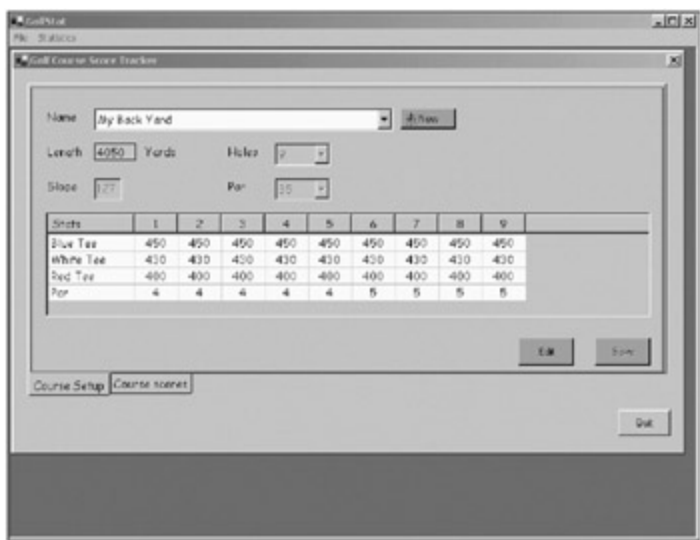 GolfStat
File Statistics
Golf Course Score Tracker
Name My Back Yard New
Length 4050 Yards Holes 9
Slope 127 Par 35
Shots 1 2 3 4 5 6 7 8 9
Blue Tee 450 450 450 450 450 450 450 450 450
White Tee 430 430 430 430 430 430 430 430 430
Red Tee 400 400 400 400 400 400 400 400 400
Par 4 4 4 4 4 5 5 5 5
Edit Save
Course Setup Course scores
Quit